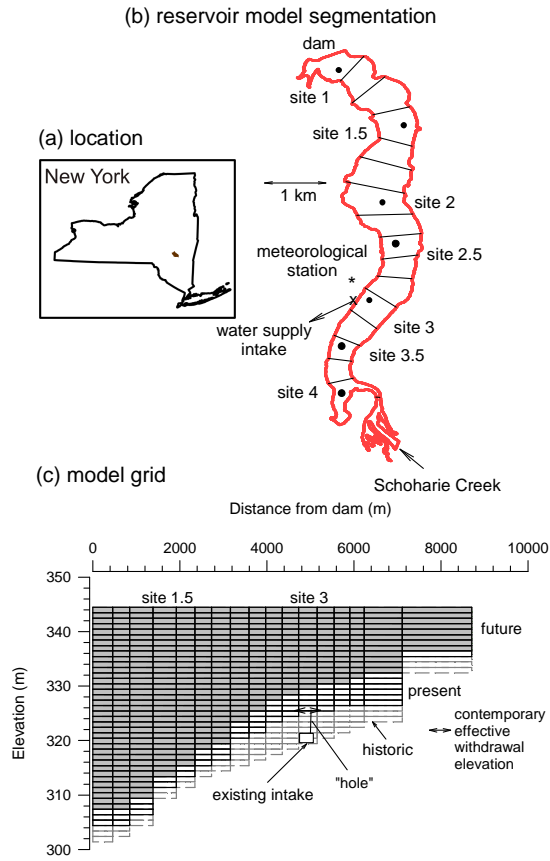 (b) reservoir model segmentation
dam
site 1
site 1.5
(a) location
New York
1 km
site 2
meteorological
station
site 2.5
*
x
site 3
water supply
intake
site 3.5
site 4
Schoharie Creek
(c) model grid
Distance from dam (m)
0 2000 4000 6000 8000 10000
350
site 1.5 site 3
340
future
330
present
Elevation (m)
320
contemporary
effective
withdrawal
elevation
historic
310
existing intake
"hole"
300